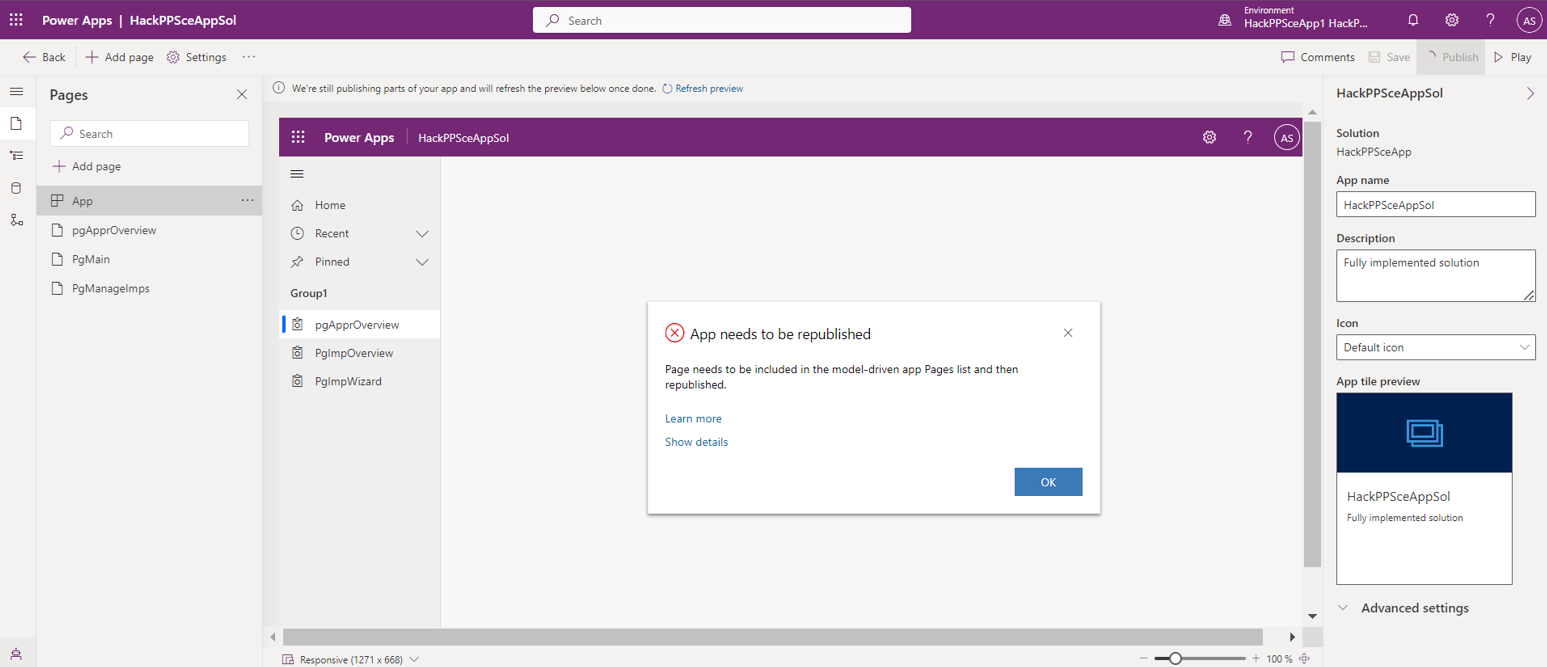 Power Apps | HackPPSceAppSol
Search
Environment
HackPPSceApp1 HackP...
?
AS
Back
Add page
Settings
...
Comments
Save
Publish
Play
Pages
Search
Add page
App
...
pgApprOverview
PgMain
PgManageImps
We're still publishing parts of your app and will refresh the preview below once done. Refresh preview
Power Apps | HackPPSceAppSol
?
AS
Home
Recent
Pinned
Group1
pgApprOverview
PgImpOverview
PgImpWizard
App needs to be republished
Page needs to be included in the model-driven app Pages list and then
republished.
Learn more
Show details
OK
Responsive (1271 x 668)
100 %
HackPPSceAppSol
Solution
HackPPSceApp
App name
HackPPSceAppSol
Description
Fully implemented solution
Icon
Default icon
App tile preview
HackPPSceAppSol
Fully implemented solution
Advanced settings